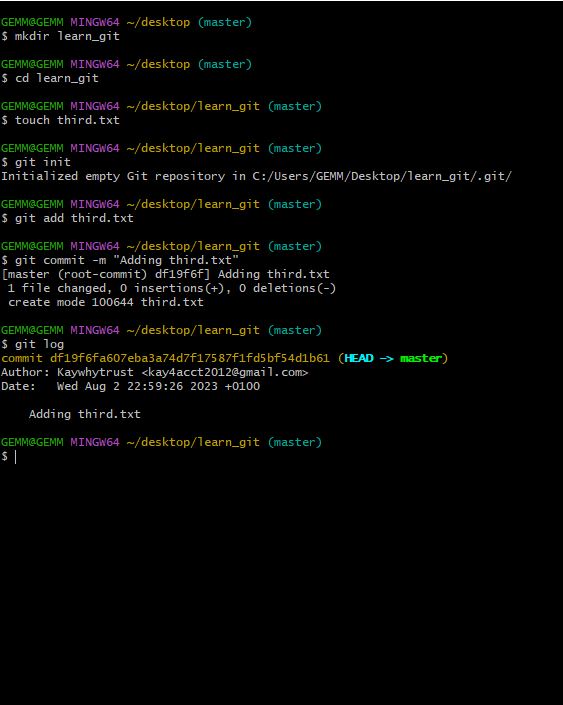 GEMM@GEMM MINGW64 ~/desktop (master)
$ mkdir learn_git
GEMM@GEMM MINGW64 ~/desktop (master)
$ cd learn_git
GEMM@GEMM MINGW64 ~/desktop/learn_git (master)
$ touch third.txt
GEMM@GEMM MINGW64 ~/desktop/learn_git (master)
$ git init
Initialized empty Git repository in C:/Users/GEMM/Desktop/learn_git/.git/
GEMM@GEMM MINGW64 ~/desktop/learn_git (master)
$ git add third.txt
GEMM@GEMM MINGW64 ~/desktop/learn_git (master)
$ git commit -m "Adding third.txt"
[master (root-commit) df19f6f] Adding third.txt
 1 file changed, 0 insertions(+), 0 deletions(-)
 create mode 100644 third.txt
GEMM@GEMM MINGW64 ~/desktop/learn_git (master)
$ git log
commit df19f6fa607eba3a74d7f17587f1fd5bf54d1b61 (HEAD -> master)
Author: Kaywhytrust <kay4acct2012@gmail.com>
Date:   Wed Aug 2 22:59:26 2023 +0100
    Adding third.txt
GEMM@GEMM MINGW64 ~/desktop/learn_git (master)
$